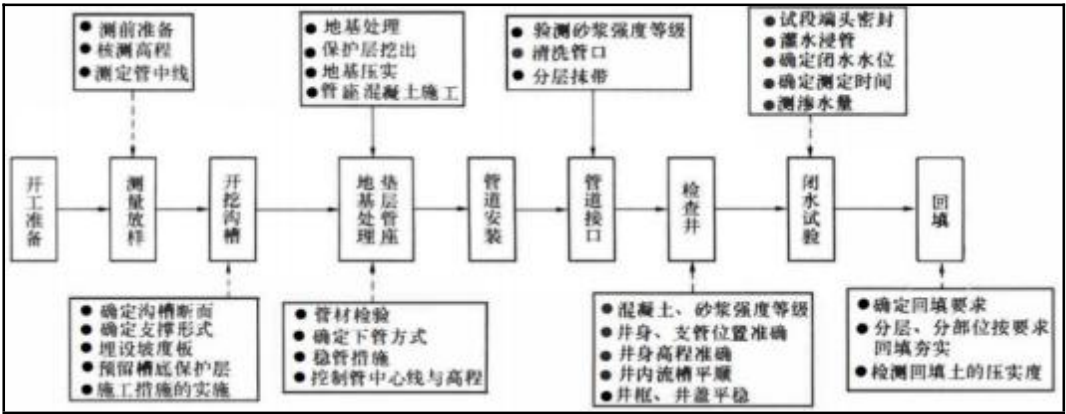 测前准备
核测高程
测定管中线
地基处理
保护层挖出
地基压实
管座混凝土施工
验测砂浆强度等级
清洗管口
分层抹带
试段端头密封
灌水浸管
确定闭水水位
确定测定时间
测渗水量
开工准备
测量放样
开挖沟槽
地基处理
垫层管座
管道安装
管道接口
检查井
闭水试验
回填
确定沟槽断面
确定支撑形式
埋设坡度板
预留槽底保护层
施工措施的实施
管材检验
确定下管方式
稳管措施
控制管中心线与高程
混凝土、砂浆强度等级
井身、支管位置准确
井身高程准确
井内流槽平顺
井框、井盖平稳
确定回填要求
分层、分部位按要求
回填夯实
检测回填土的压实度